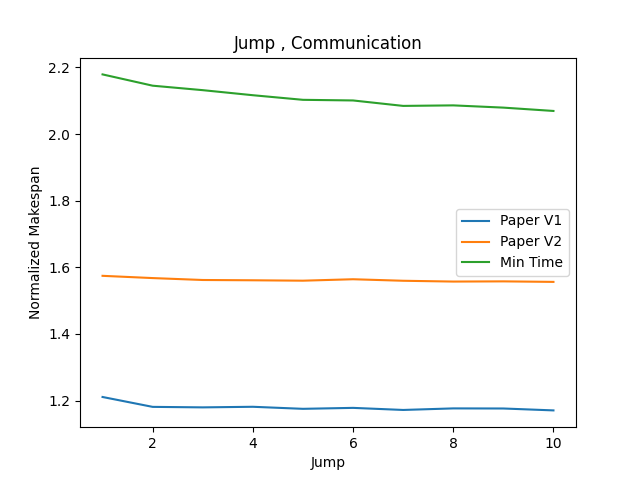 Jump , Communication
Normalized Makespan
2.2
2.0
1.8
1.6
1.4
1.2
Paper V1
Paper V2
Min Time
2 4 6 8 10
Jump